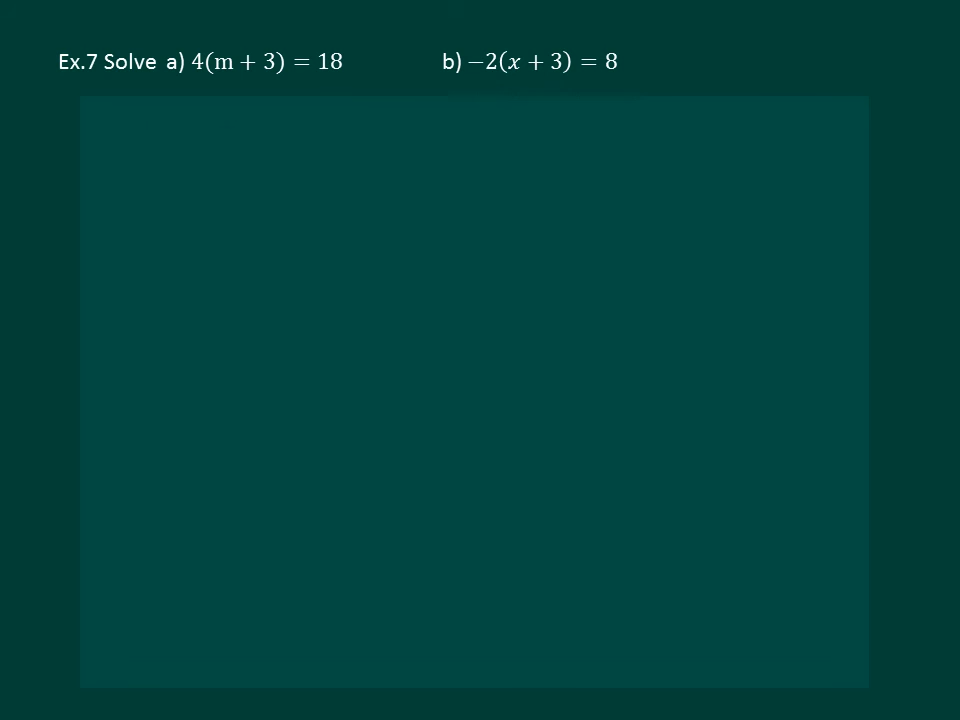 Ex.7 Solve a) 4(m + 3) = 18 b) −2(𝑥 + 3) = 8